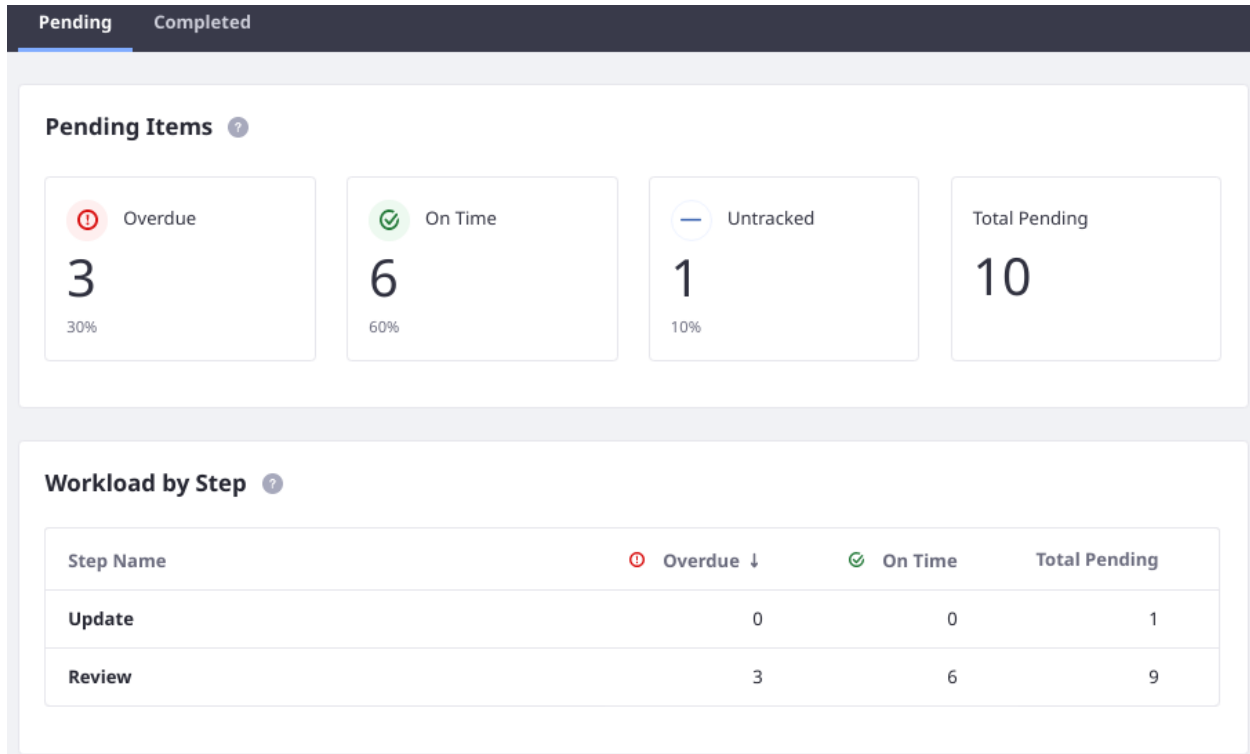 Pending Completed
Pending Items ?
Overdue On Time Untracked Total Pending
3 6 1 10
30% 60% 10%
Workload by Step ?
Step Name Overdue ↓ On Time Total Pending
Update 0 0 1
Review 3 6 9